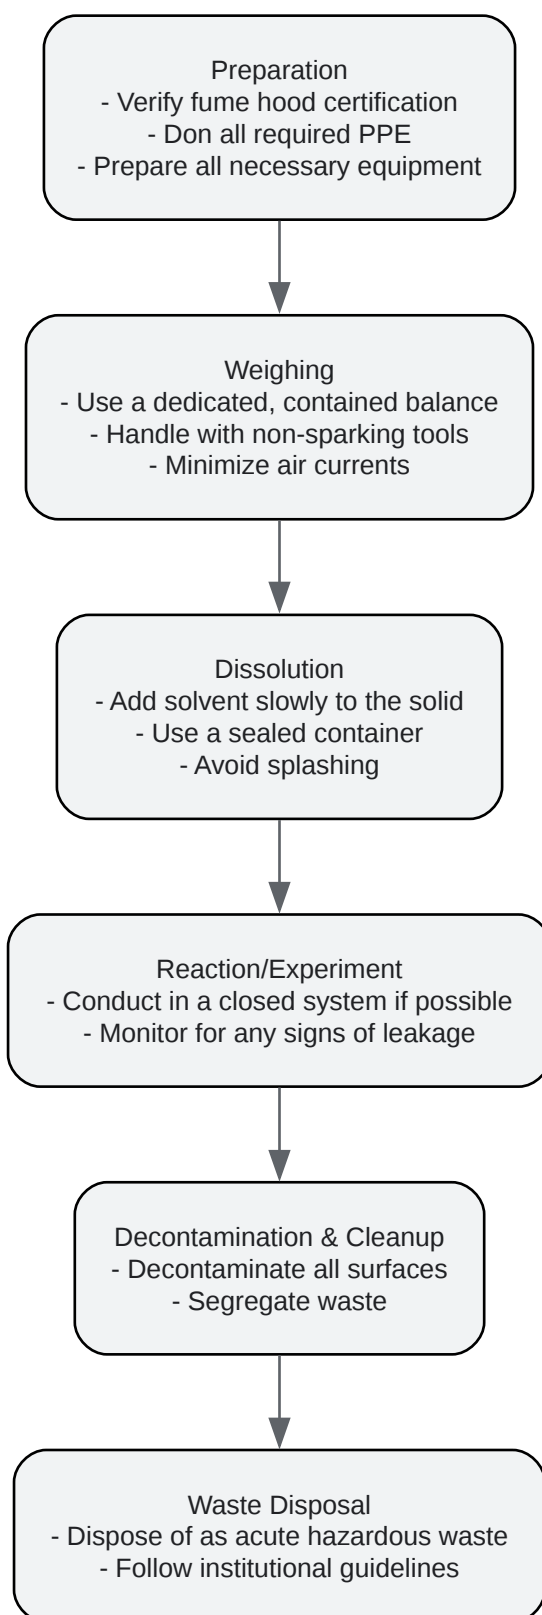 Preparation
- Verify fume hood certification
- Don all required PPE
- Prepare all necessary equipment
Weighing
- Use a dedicated, contained balance
- Handle with non-sparking tools
- Minimize air currents
Dissolution
- Add solvent slowly to the solid
- Use a sealed container
- Avoid splashing
Reaction/Experiment
- Conduct in a closed system if possible
- Monitor for any signs of leakage
Decontamination & Cleanup
- Decontaminate all surfaces
- Segregate waste
Waste Disposal
- Dispose of as acute hazardous waste
- Follow institutional guidelines